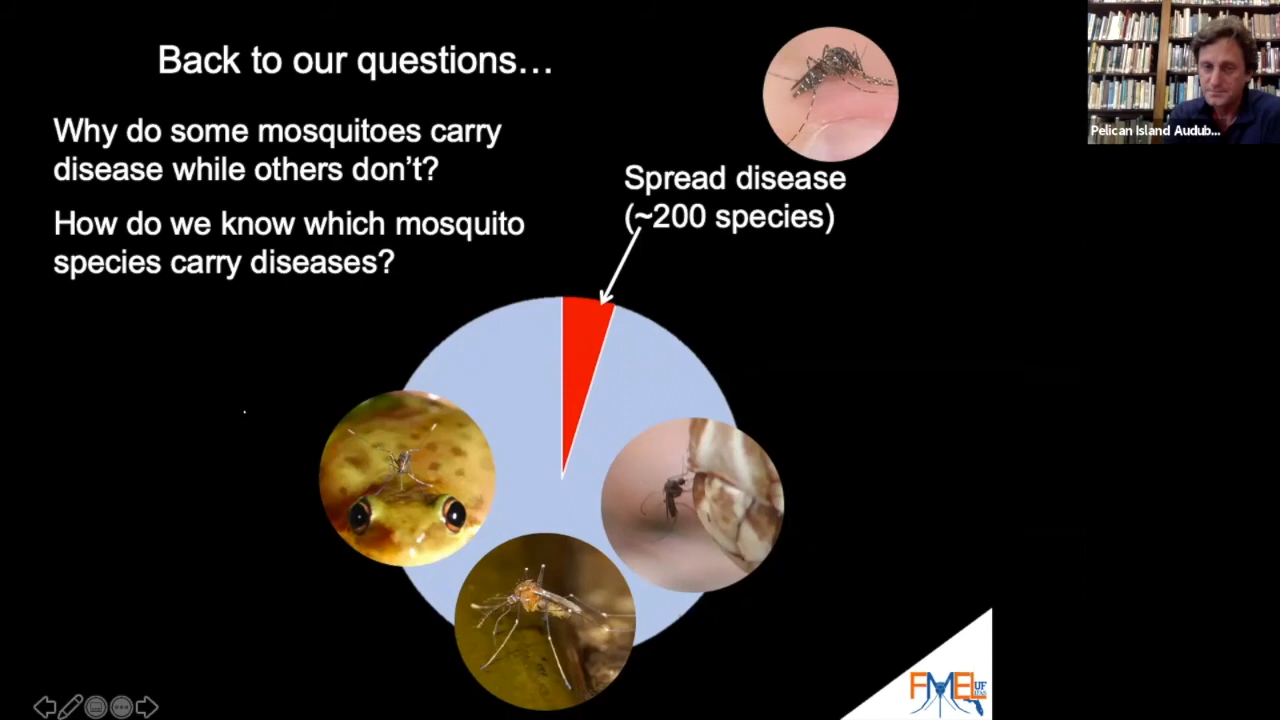 Back to our questions…
Why do some mosquitoes carry
disease while others don’t?
How do we know which mosquito
species carry diseases?
Spread disease
(~200 species)
Pelican Island Audub...
FMEL
UF